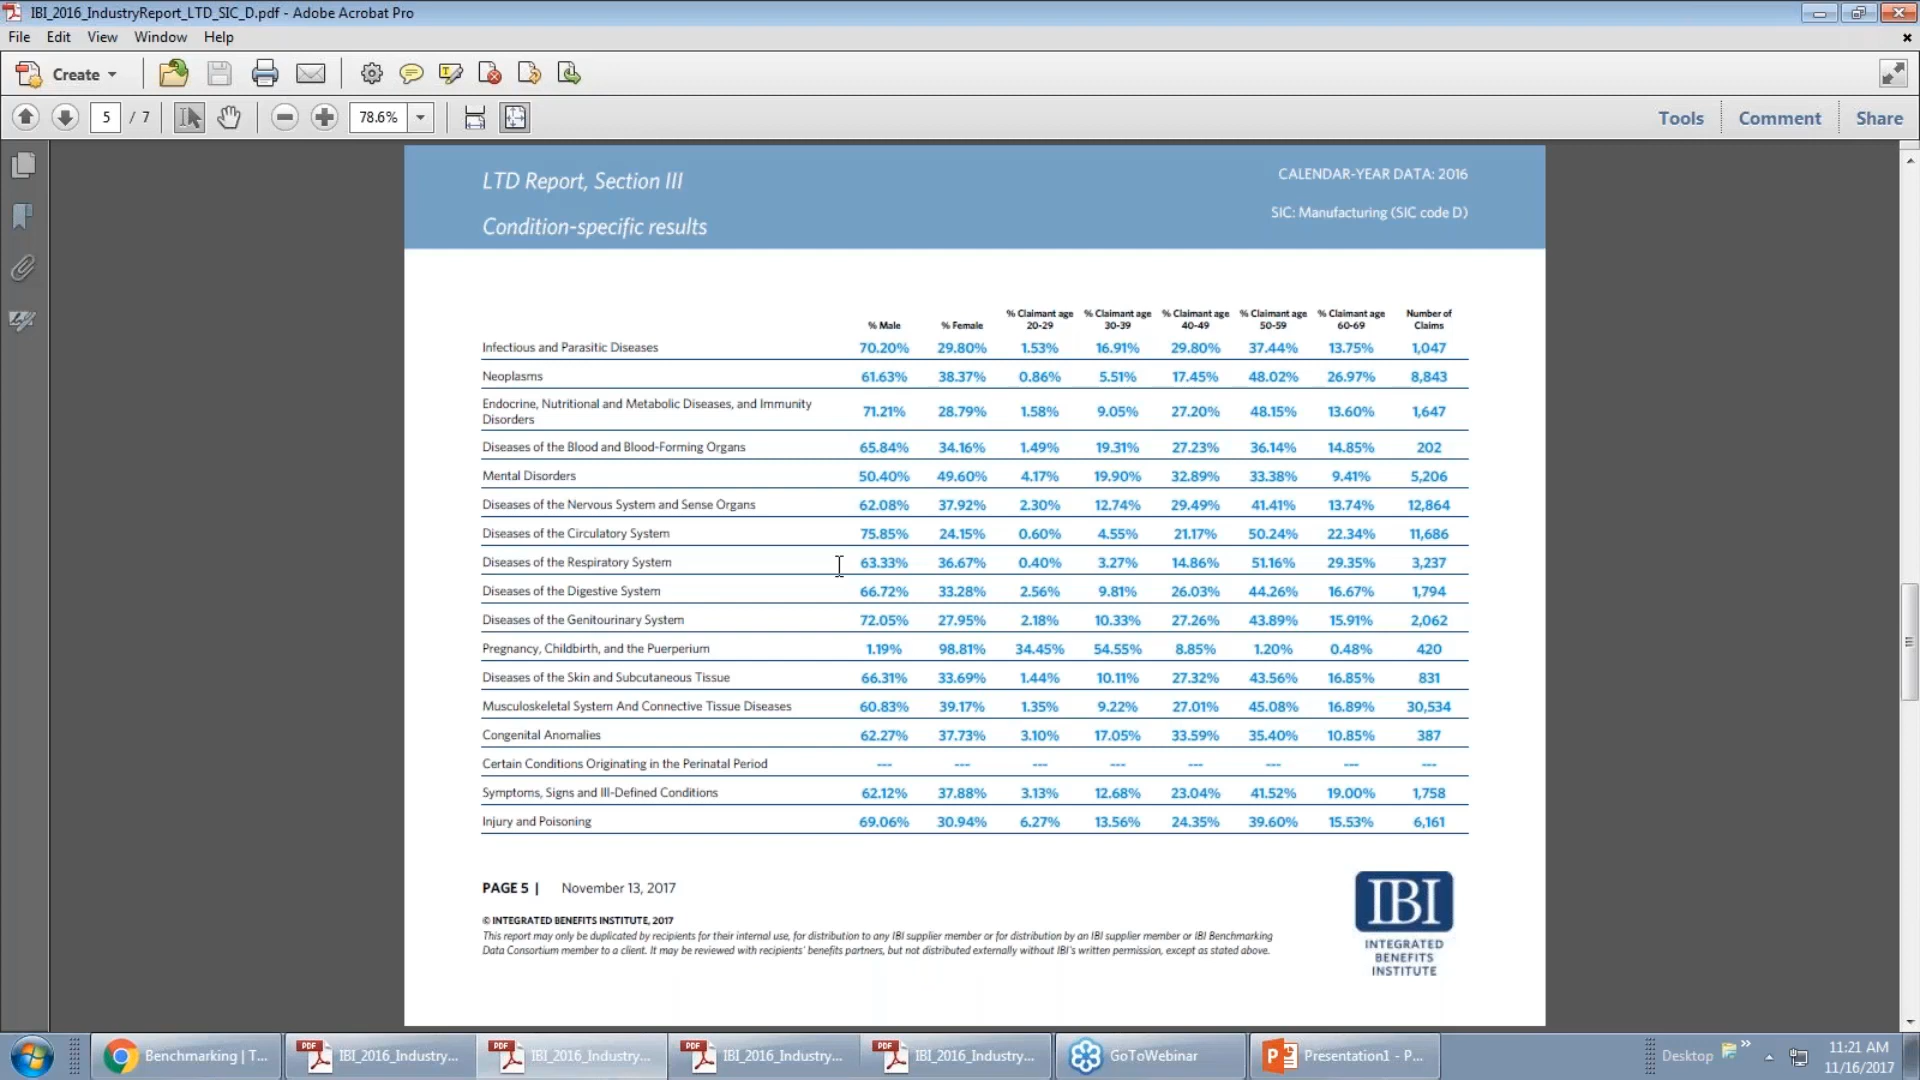 IBI_2016_IndustryReport_LTD_SIC_D.pdf - Adobe Acrobat Pro
File Edit View Window Help
Create
5 / 7 78.6% Tools Comment Share
LTD Report, Section III CALENDAR-YEAR DATA: 2016
SIC: Manufacturing (SIC code D)
Condition-specific results
% Male % Female % Claimant age 20-29 % Claimant age 30-39 % Claimant age 40-49 % Claimant age 50-59 % Claimant age 60-69 Number of Claims
Infectious and Parasitic Diseases 70.20% 29.80% 1.53% 16.91% 29.80% 37.44% 13.75% 1,047
Neoplasms 61.63% 38.37% 0.86% 5.51% 17.45% 48.02% 26.97% 8,843
Endocrine, Nutritional and Metabolic Diseases, and Immunity
Disorders 71.21% 28.79% 1.58% 9.05% 27.20% 48.15% 13.60% 1,647
Diseases of the Blood and Blood-Forming Organs 65.84% 34.16% 1.49% 19.31% 27.23% 36.14% 14.85% 202
Mental Disorders 50.40% 49.60% 4.17% 19.90% 32.89% 33.38% 9.41% 5,206
Diseases of the Nervous System and Sense Organs 62.08% 37.92% 2.30% 12.74% 29.49% 41.41% 13.74% 12,864
Diseases of the Circulatory System 75.85% 24.15% 0.60% 4.55% 21.17% 50.24% 22.34% 11,686
Diseases of the Respiratory System 63.33% 36.67% 0.40% 3.27% 14.86% 51.16% 29.35% 3,237
Diseases of the Digestive System 66.72% 33.28% 2.56% 9.81% 26.03% 44.26% 16.67% 1,794
Diseases of the Genitourinary System 72.05% 27.95% 2.18% 10.33% 27.26% 43.89% 15.91% 2,062
Pregnancy, Childbirth, and the Puerperium 1.19% 98.81% 34.45% 54.55% 8.85% 1.20% 0.48% 420
Diseases of the Skin and Subcutaneous Tissue 66.31% 33.69% 1.44% 10.11% 27.32% 43.56% 16.85% 831
Musculoskeletal System And Connective Tissue Diseases 60.83% 39.17% 1.35% 9.22% 27.01% 45.08% 16.89% 30,534
Congenital Anomalies 62.27% 37.73% 3.10% 17.05% 33.59% 35.40% 10.85% 387
Certain Conditions Originating in the Perinatal Period --- --- --- --- --- --- --- ---
Symptoms, Signs and Ill-Defined Conditions 62.12% 37.88% 3.13% 12.68% 23.04% 41.52% 19.00% 1,758
Injury and Poisoning 69.06% 30.94% 6.27% 13.56% 24.35% 39.60% 15.53% 6,161
PAGE 5 | November 13, 2017
© INTEGRATED BENEFITS INSTITUTE, 2017
This report may only be duplicated by recipients for their internal use, for distribution to any IBI supplier member or for distribution by an IBI supplier member or IBI Benchmarking
Data Consortium member to a client. It may be reviewed with recipients' benefits partners, but not distributed externally without IBI's written permission, except as stated above.
IBI
INTEGRATED
BENEFITS
INSTITUTE
Benchmarking | T... IBI_2016_Industry... IBI_2016_Industry... IBI_2016_Industry... IBI_2016_Industry... GoToWebinar Presentation1 - P... Desktop 11:21 AM
11/16/2017